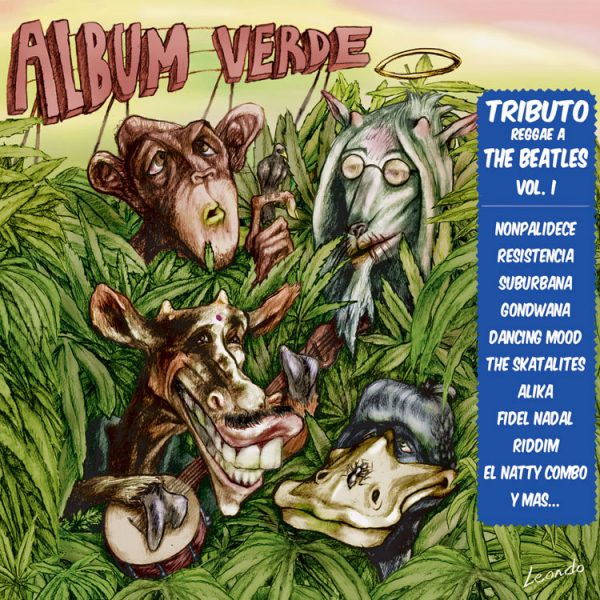 ALBUM VERDE
TRIBUTO
REGGAE A
THE BEATLES
VOL. 1
NONPALIDECE
RESISTENCIA
SUBURBANA
GONDWANA
DANCING MOOD
THE SKATALITES
ALIKA
FIDEL NADAL
RIDDIM
EL NATTY COMBO
Y MAS...
Leando